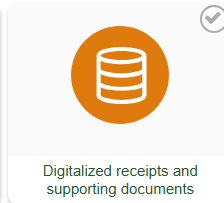 Digitalized receipts and
supporting documents